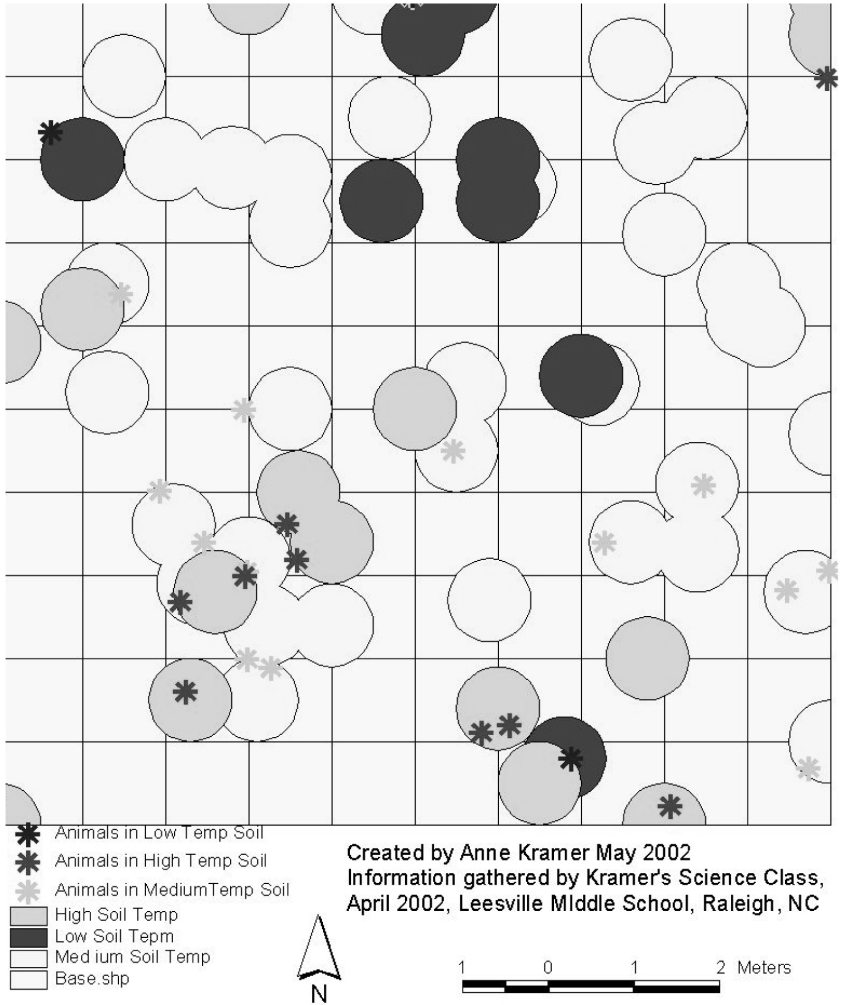 Animals in Low Temp Soil
Animals in High Temp Soil
Animals in MediumTemp Soil
High Soil Temp
Low Soil Tepm
Med ium Soil Temp
Base.shp
Created by Anne Kramer May 2002
Information gathered by Kramer's Science Class,
April 2002, Leesville MIddle School, Raleigh, NC
N
1 0 1 2 Meters